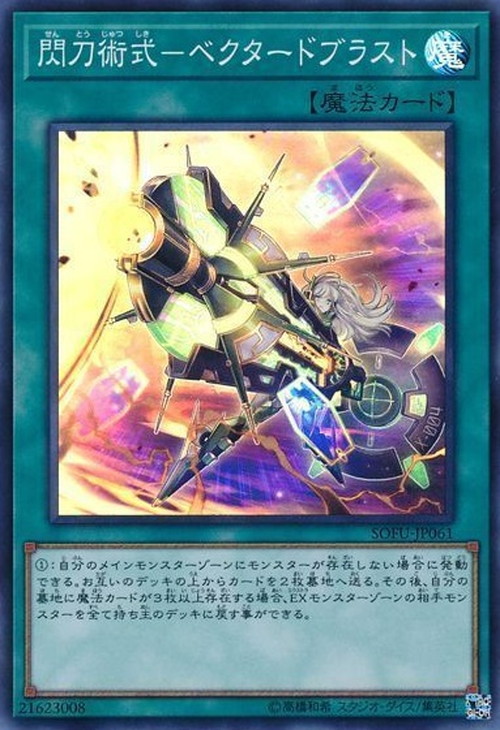 閃刀術式－ベクタードブラスト 魔
【魔法カード】
SOFU-JP061
①：自分のメインモンスターゾーンにモンスターが存在しない場合に発動
できる。お互いのデッキの上からカードを２枚墓地へ送る。その後、自分の
墓地に魔法カードが３枚以上存在する場合、EXモンスターゾーンの相手モン
スターを全て持ち主のデッキに戻す事ができる。
21623008 ©高橋和希 スタジオ・ダイス/集英社